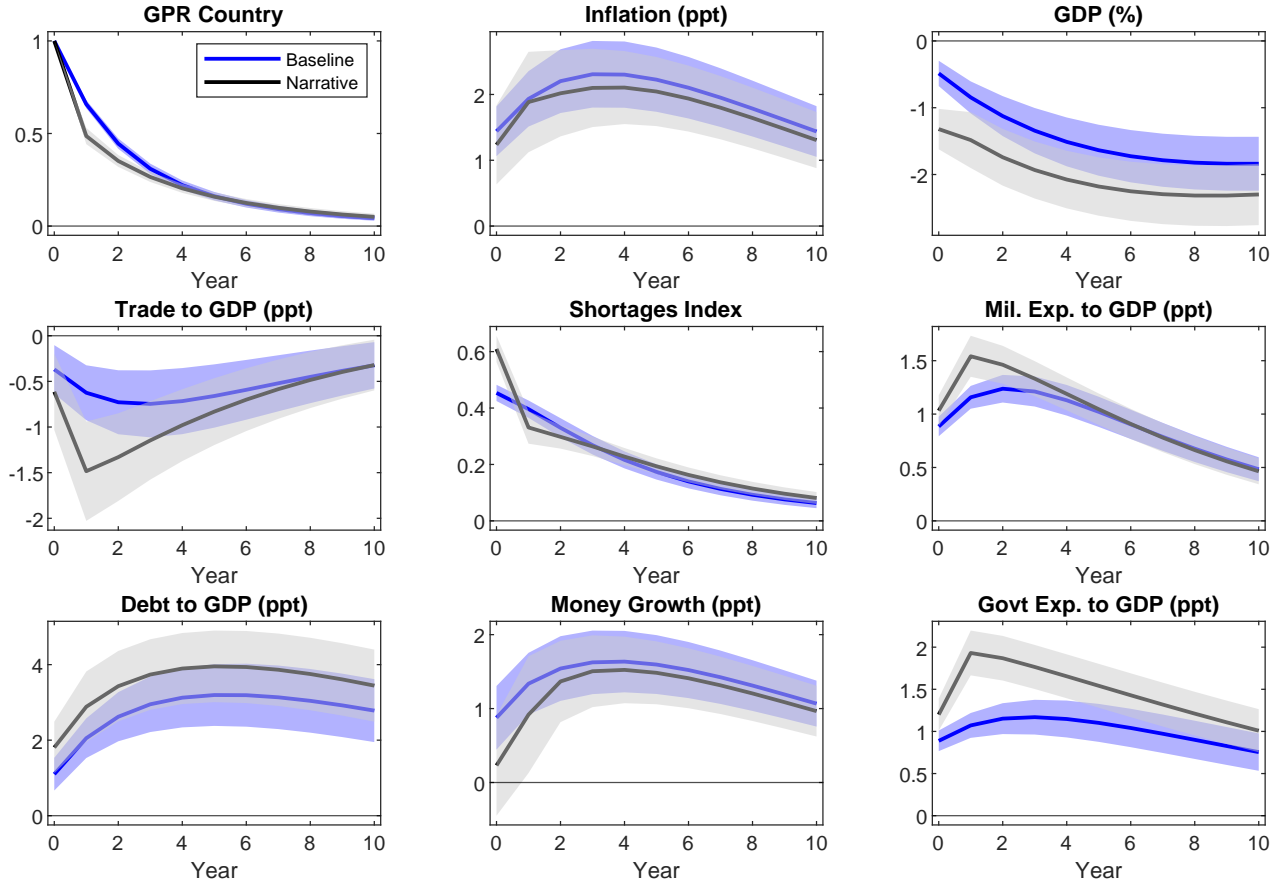 GPR Country
Baseline
Narrative
1
0.5
0
0 2 4 6 8 10
Year
Inflation (ppt)
2
1
0
0 2 4 6 8 10
Year
GDP (%)
0
-1
-2
0 2 4 6 8 10
Year
Trade to GDP (ppt)
0
-0.5
-1
-1.5
-2
0 2 4 6 8 10
Year
Shortages Index
0.6
0.4
0.2
0
0 2 4 6 8 10
Year
Mil. Exp. to GDP (ppt)
1.5
1
0.5
0
0 2 4 6 8 10
Year
Debt to GDP (ppt)
4
2
0
0 2 4 6 8 10
Year
Money Growth (ppt)
2
1
0
0 2 4 6 8 10
Year
Govt Exp. to GDP (ppt)
2
1.5
1
0.5
0
0 2 4 6 8 10
Year